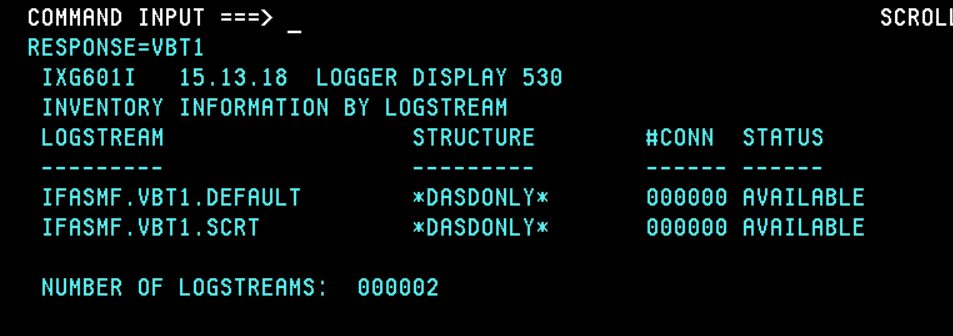 COMMAND INPUT ===> _ SCROLL
RESPONSE=VBT1
IXG601I 15.13.18 LOGGER DISPLAY 530
INVENTORY INFORMATION BY LOGSTREAM
LOGSTREAM STRUCTURE #CONN STATUS
--------- --------- ------ ------
IFASMF.VBT1.DEFAULT *DASDONLY* 000000 AVAILABLE
IFASMF.VBT1.SCRT *DASDONLY* 000000 AVAILABLE
NUMBER OF LOGSTREAMS: 000002